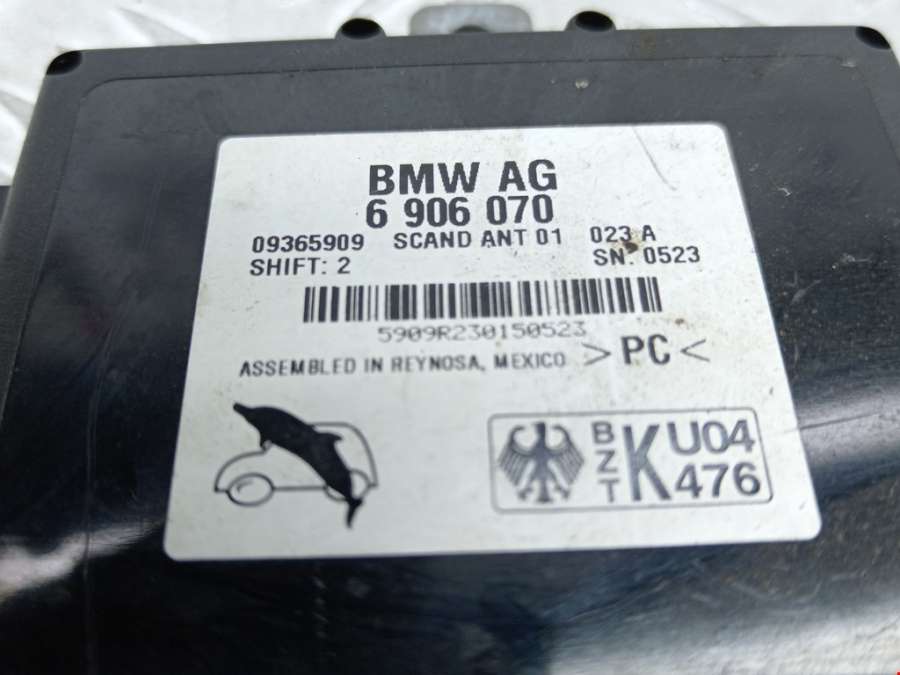 BMW AG
6 906 070
09365909 SCAND ANT 01 023 A
SHIFT: 2 SN: 0523
5909R230150523
ASSEMBLED IN REYNOSA, MEXICO >PC<
BZT K U04
476